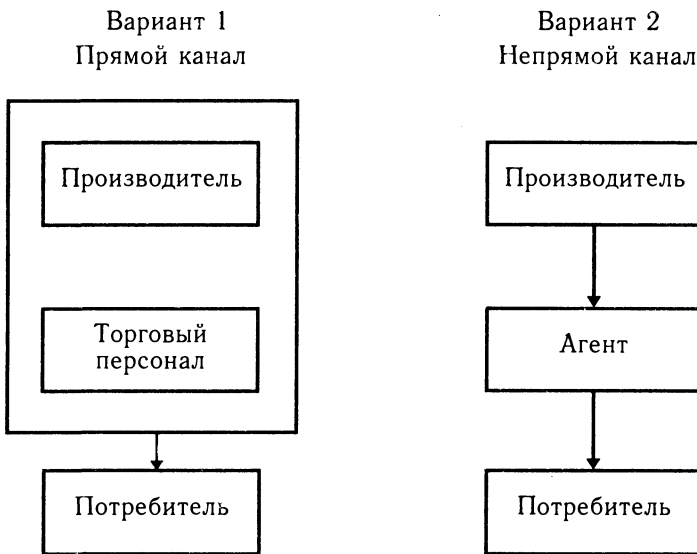 Вариант 1
Прямой канал
Производитель
Торговый
персонал
Потребитель
Вариант 2
Непрямой канал
Производитель
Агент
Потребитель